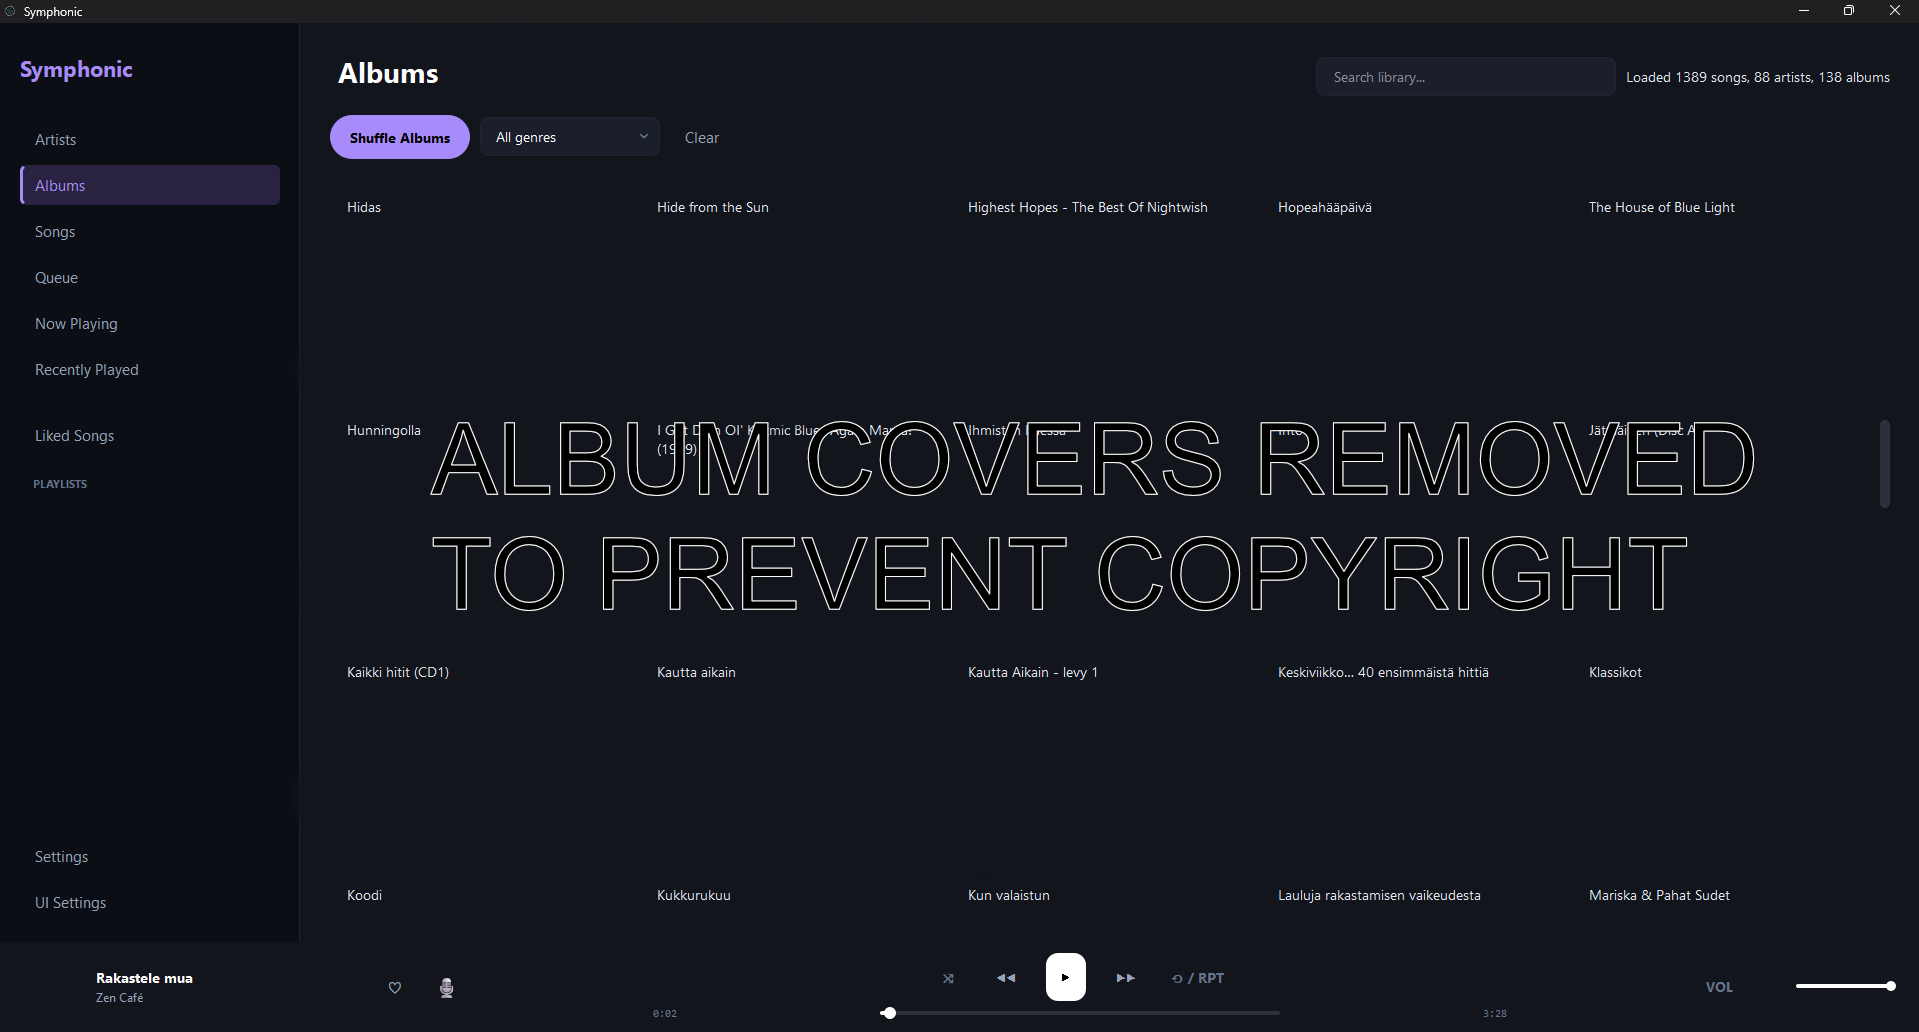 Symphonic
Symphonic
Artists
Albums
Songs
Queue
Now Playing
Recently Played
Liked Songs
PLAYLISTS
Settings
UI Settings
Albums
Search library...
Loaded 1389 songs, 88 artists, 138 albums
Shuffle Albums
All genres
Clear
Hidas
Hide from the Sun
Highest Hopes - The Best Of Nightwish
Hopeahääpäivä
The House of Blue Light
Hunningolla
ALBUM COVERS REMOVED
TO PREVENT COPYRIGHT
Kaikki hitit (CD1)
Kautta aikain
Kautta Aikain - levy 1
Keskiviikko... 40 ensimmäistä hittiä
Klassikot
Koodi
Kukkurukuu
Kun valaistun
Lauluja rakastamisen vaikeudesta
Mariska & Pahat Sudet
Rakastele mua
Zen Café
/ RPT
0:02
3:28
VOL